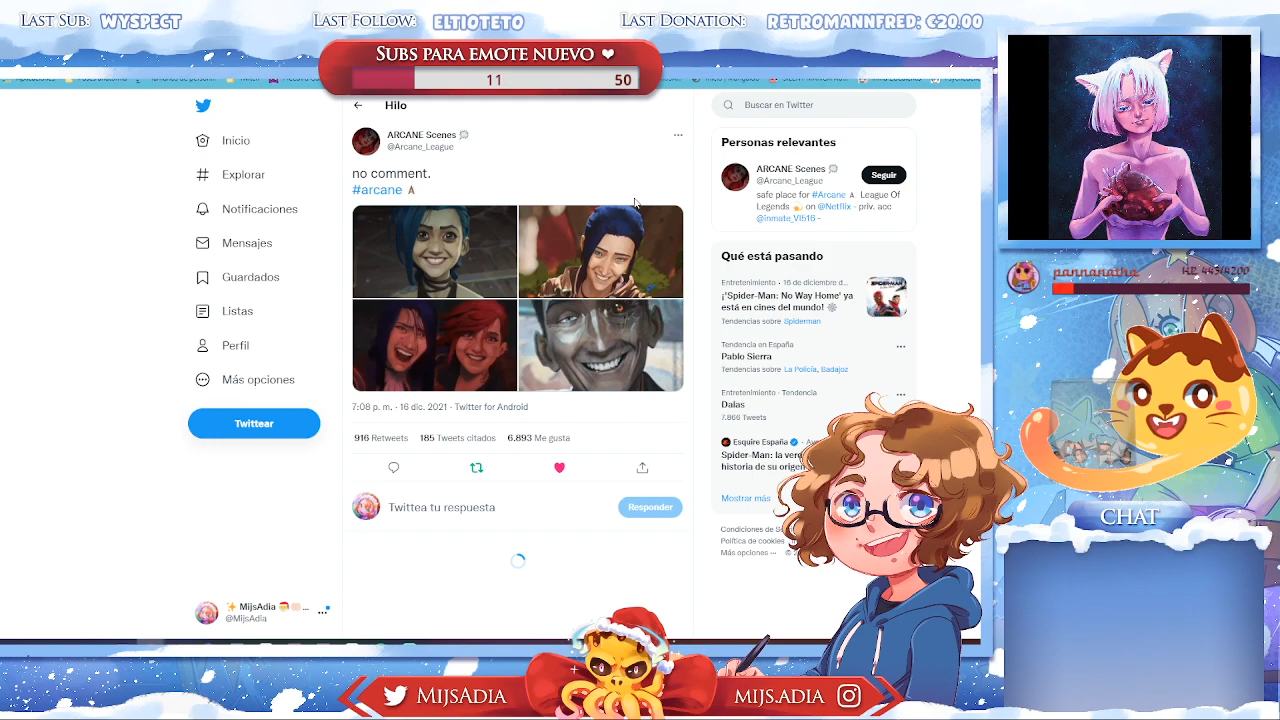 Last Sub: Wyspect
Last Follow: ElTioTeto
Last Donation: RetroMannfred: €20.00
Subs para emote nuevo ❤
11 50
Hilo
Buscar en Twitter
Inicio
Explorar
Notificaciones
Mensajes
Guardados
Listas
Perfil
Más opciones
Twittear
MijsAdia
@MijsAdia
ARCANE Scenes
@Arcane_League
no comment.
#arcane
7:08 p. m. · 16 dic. 2021 · Twitter for Android
916 Retweets 185 Tweets citados 6.893 Me gusta
Twittea tu respuesta
Responder
Personas relevantes
ARCANE Scenes
@Arcane_League
Seguir
safe place for #Arcane League Of
Legends on @Netflix - priv. acc
@inmate_VI516 -
Qué está pasando
Entretenimiento · 16 de diciembre d...
¡'Spider-Man: No Way Home' ya
está en cines del mundo!
Tendencias sobre Spiderman
Tendencia en España
Pablo Sierra
Tendencias sobre La Policía, Badajoz
Entretenimiento · Tendencia
Dalas
7.866 Tweets
Esquire España
Spider-Man: la
historia de su
Mostrar más
Condiciones de
Política de cookies
Más opciones ···
pannanatha HP 443/4200
CHAT
MijsAdia
mijs.adia